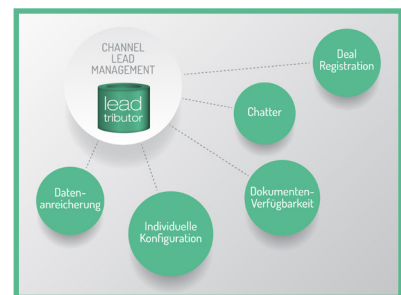 CHANNEL
LEAD
MANAGEMENT
lead
tributor
Deal
Registration
Chatter
Daten-
anreicherung
Individuelle
Konfiguration
Dokumenten-
Verfügbarkeit